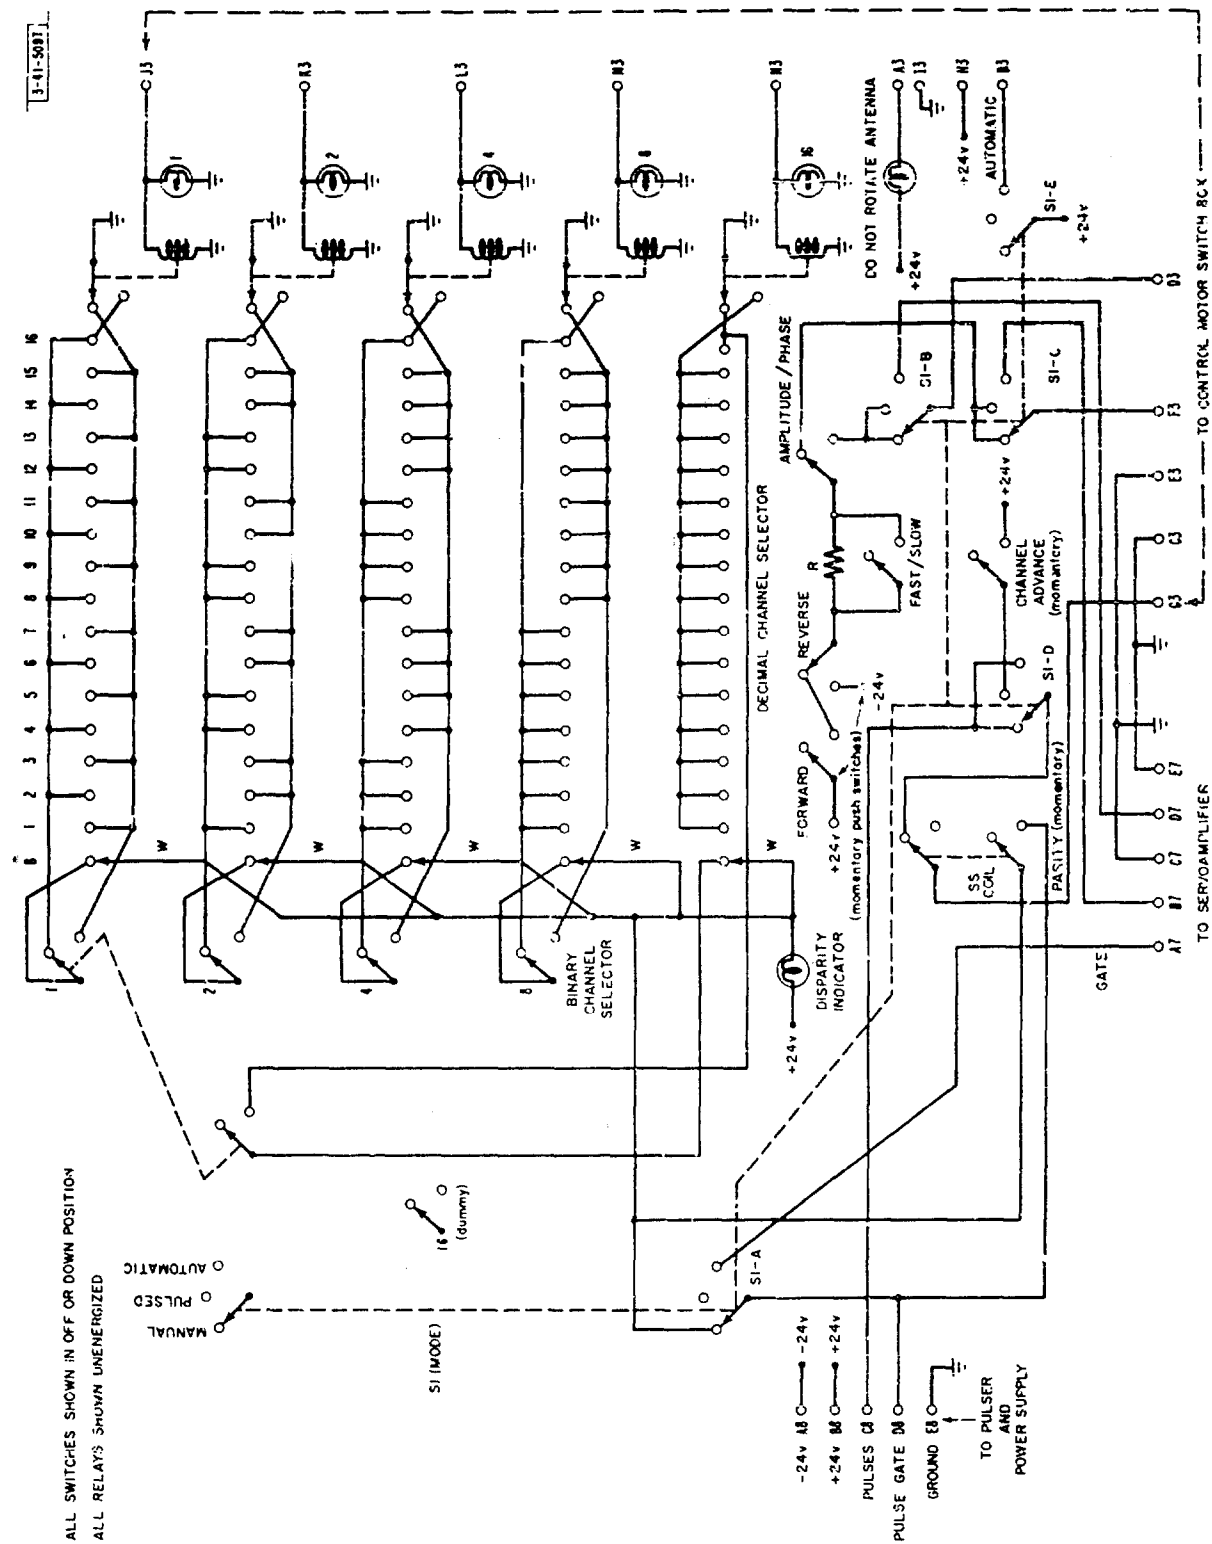 3-41-5097
ALL SWITCHES SHOWN IN OFF OR DOWN POSITION
ALL RELAYS SHOWN UNENERGIZED
MANUAL
PULSED
AUTOMATIC
S1 (MODE)
16
(dummy)
1
2
4
8
BINARY
CHANNEL
SELECTOR
B 1 2 3 4 5 6 7 8 9 10 11 12 13 14 15 16
W
W
W
W
W
DECIMAL CHANNEL SELECTOR
1
J3
2
K3
4
L3
8
M3
16
N3
DO NOT ROTATE ANTENNA
+24v
A3
I3
+24v
H3
AUTOMATIC
B3
S1-E
+24v
AMPLITUDE/PHASE
S1-B
S1-C
R
FAST/SLOW
REVERSE
FORWARD
+24v
-24v
(momentary push switches)
+24v
CHANNEL
ADVANCE
(momentary)
S1-D
SS
COIL
PARITY (momentary)
DISPARITY
INDICATOR
+24v
S1-A
GATE
-24v A8 -24v
+24v B8 +24v
PULSES C8
PULSE GATE D8
GROUND E8
TO PULSER
AND
POWER SUPPLY
A7
B7
C7
D7
E7
TO SERVOAMPLIFIER
G3
C3
E3
F3
D3
TO CONTROL MOTOR SWITCH BOX